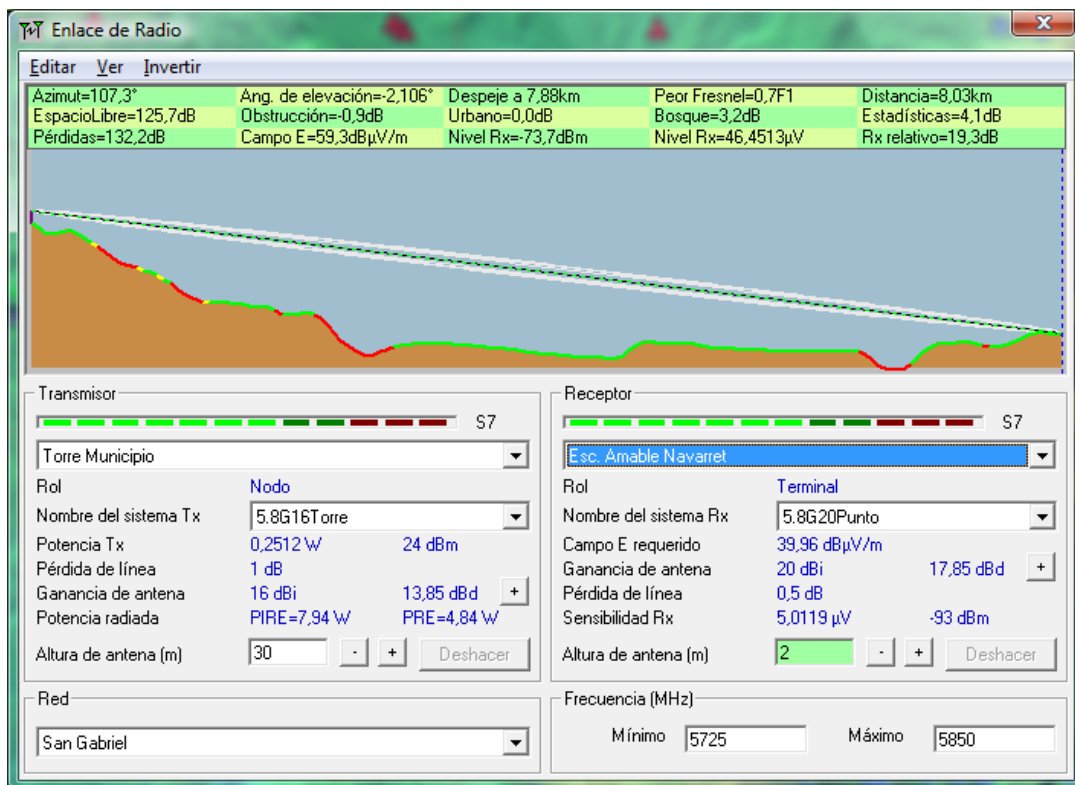 Enlace de Radio
Editar Ver Invertir
Azimut=107,3° Ang. de elevación=-2,106° Despeje a 7,88km Peor Fresnel=0,7F1 Distancia=8,03km
EspacioLibre=125,7dB Obstrucción=-0,9dB Urbano=0,0dB Bosque=3,2dB Estadísticas=4,1dB
Pérdidas=132,2dB Campo E=59,3dBµV/m Nivel Rx=-73,7dBm Nivel Rx=46,4513µV Rx relativo=19,3dB
Transmisor
S7
Torre Municipio
Rol Nodo
Nombre del sistema Tx 5.8G16Torre
Potencia Tx 0,2512 W 24 dBm
Pérdida de línea 1 dB
Ganancia de antena 16 dBi 13,85 dBd +
Potencia radiada PIRE=7,94 W PRE=4,84 W
Altura de antena (m) 30 - + Deshacer
Red
San Gabriel
Receptor
S7
Esc. Amable Navarret
Rol Terminal
Nombre del sistema Rx 5.8G20Punto
Campo E requerido 39,96 dBµV/m
Ganancia de antena 20 dBi 17,85 dBd +
Pérdida de línea 0,5 dB
Sensibilidad Rx 5,0119 µV -93 dBm
Altura de antena (m) 2 - + Deshacer
Frecuencia (MHz)
Mínimo 5725 Máximo 5850